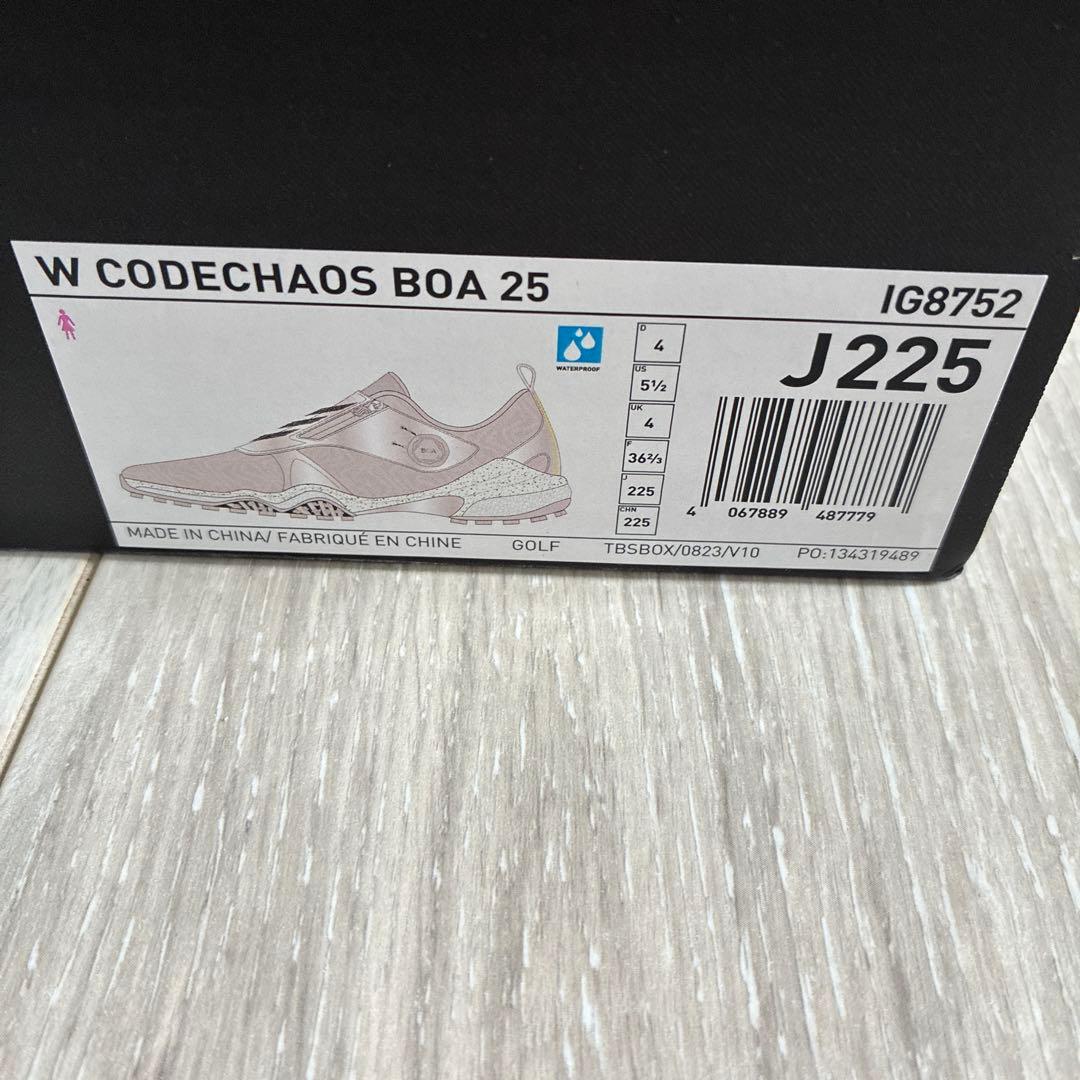 W CODECHAOS BOA 25
IG8752
J225
WATERPROOF
BOA
D
4
US
5½
UK
4
F
36⅔
J
225
CHN
225
4 067889 487779
MADE IN CHINA/ FABRIQUÉ EN CHINE
GOLF
TBSBOX/0823/V10
PO:134319489